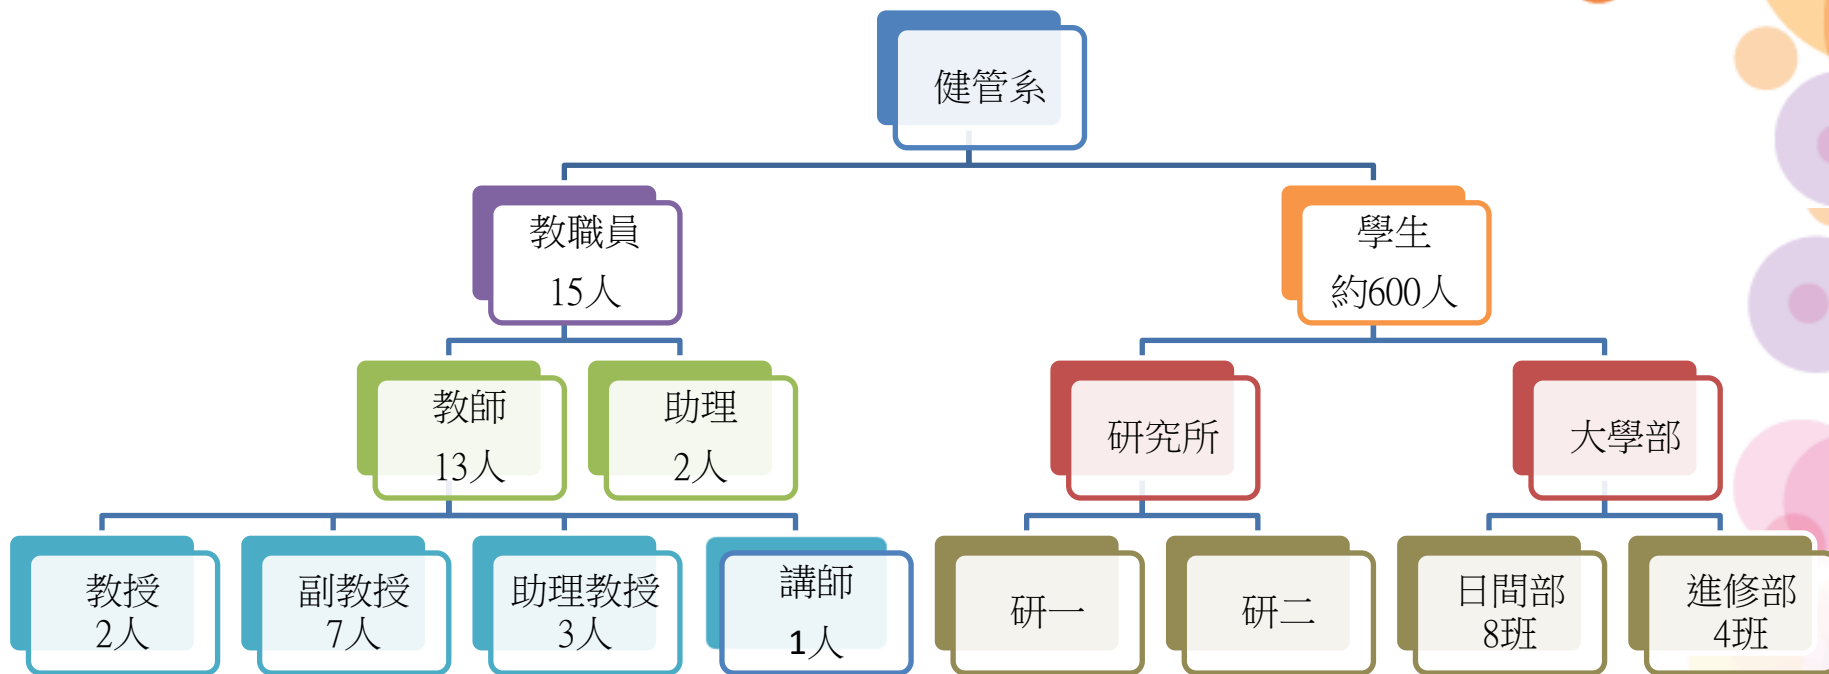 健管系
教職員
15人
學生
約600人
教師
13人
助理
2人
研究所
大學部
教授
2人
副教授
7人
助理教授
3人
講師
1人
研一
研二
日間部
8班
進修部
4班